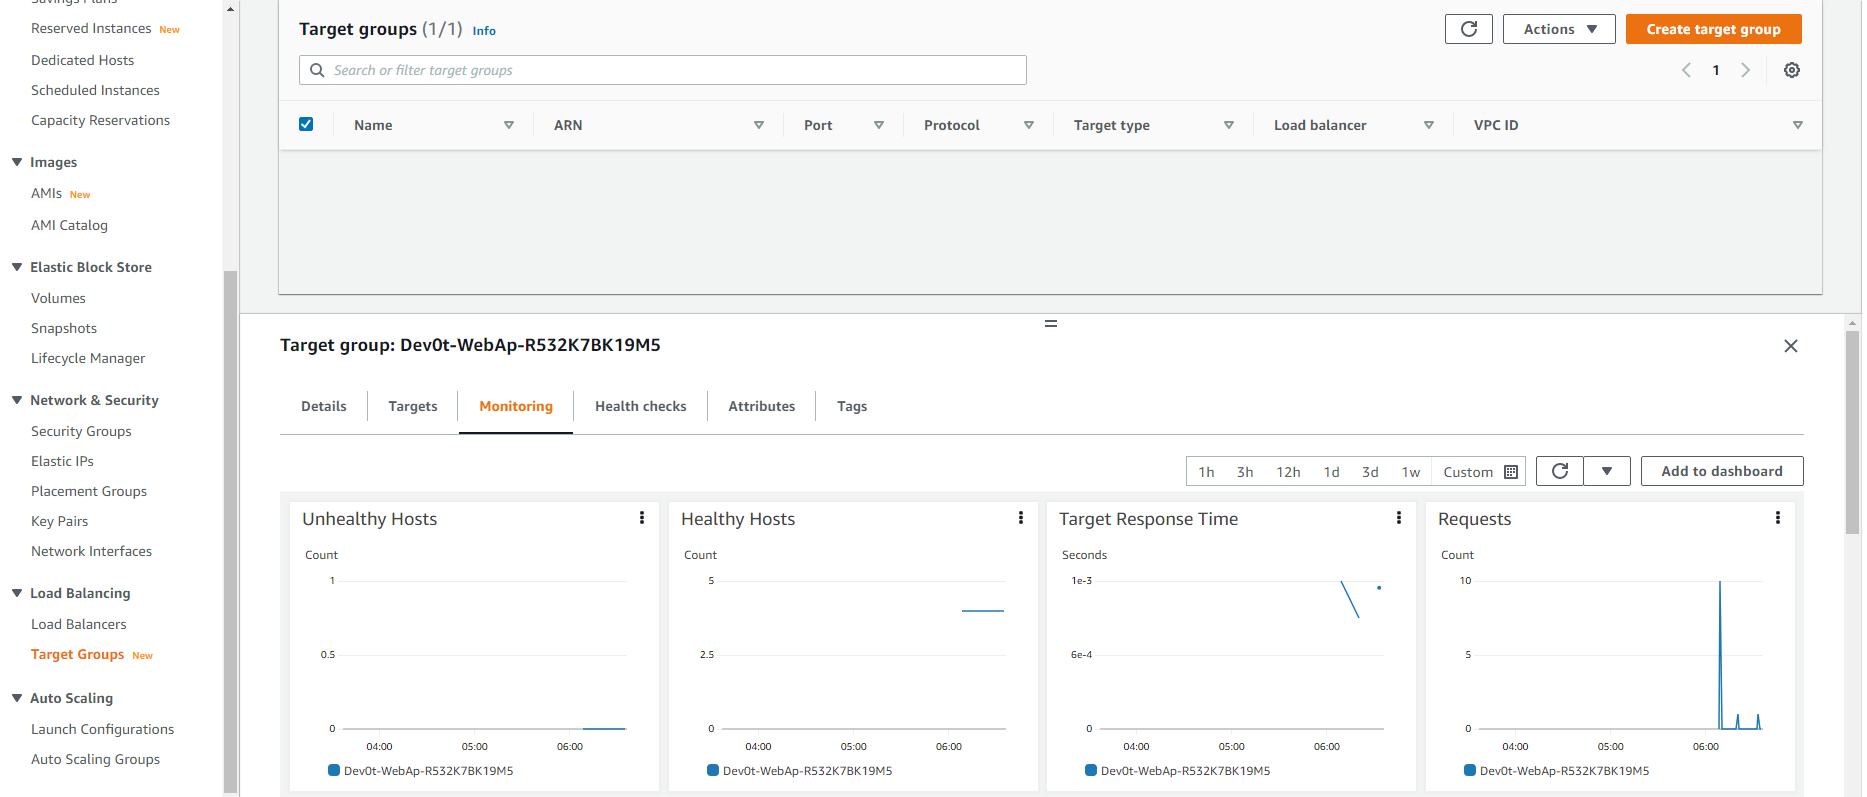 Savings Plans
Reserved Instances New
Dedicated Hosts
Scheduled Instances
Capacity Reservations
Images
AMIs New
AMI Catalog
Elastic Block Store
Volumes
Snapshots
Lifecycle Manager
Network & Security
Security Groups
Elastic IPs
Placement Groups
Key Pairs
Network Interfaces
Load Balancing
Load Balancers
Target Groups New
Auto Scaling
Launch Configurations
Auto Scaling Groups
Target groups (1/1) Info
Actions
Create target group
Search or filter target groups
1
Name ARN Port Protocol Target type Load balancer VPC ID
Target group: Dev0t-WebAp-R532K7BK19M5
Details Targets Monitoring Health checks Attributes Tags
1h 3h 12h 1d 3d 1w Custom Add to dashboard
Unhealthy Hosts
Count
1
0.5
0
04:00 05:00 06:00
Dev0t-WebAp-R532K7BK19M5
Healthy Hosts
Count
5
2.5
0
04:00 05:00 06:00
Dev0t-WebAp-R532K7BK19M5
Target Response Time
Seconds
1e-3
6e-4
0
04:00 05:00 06:00
Dev0t-WebAp-R532K7BK19M5
Requests
Count
10
5
0
04:00 05:00 06:00
Dev0t-WebAp-R532K7BK19M5